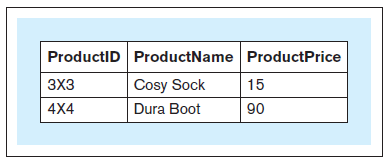 ProductID ProductName ProductPrice
3X3 Cosy Sock 15
4X4 Dura Boot 90